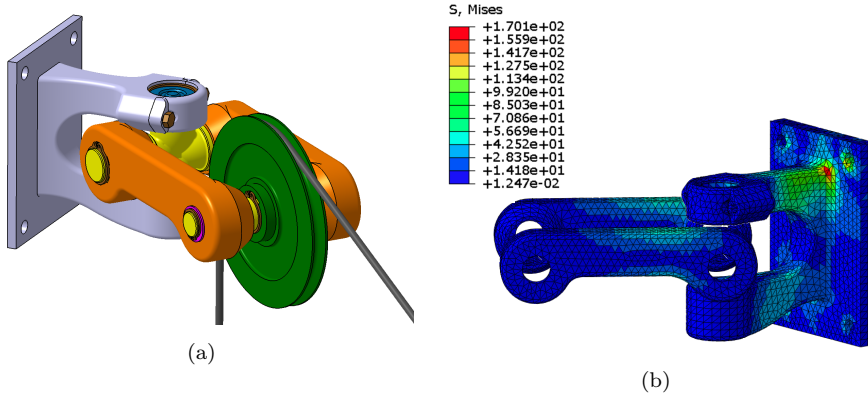 S, Mises
+1.701e+02
+1.559e+02
+1.417e+02
+1.275e+02
+1.134e+02
+9.920e+01
+8.503e+01
+7.086e+01
+5.669e+01
+4.252e+01
+2.835e+01
+1.418e+01
+1.247e-02
(a)
(b)